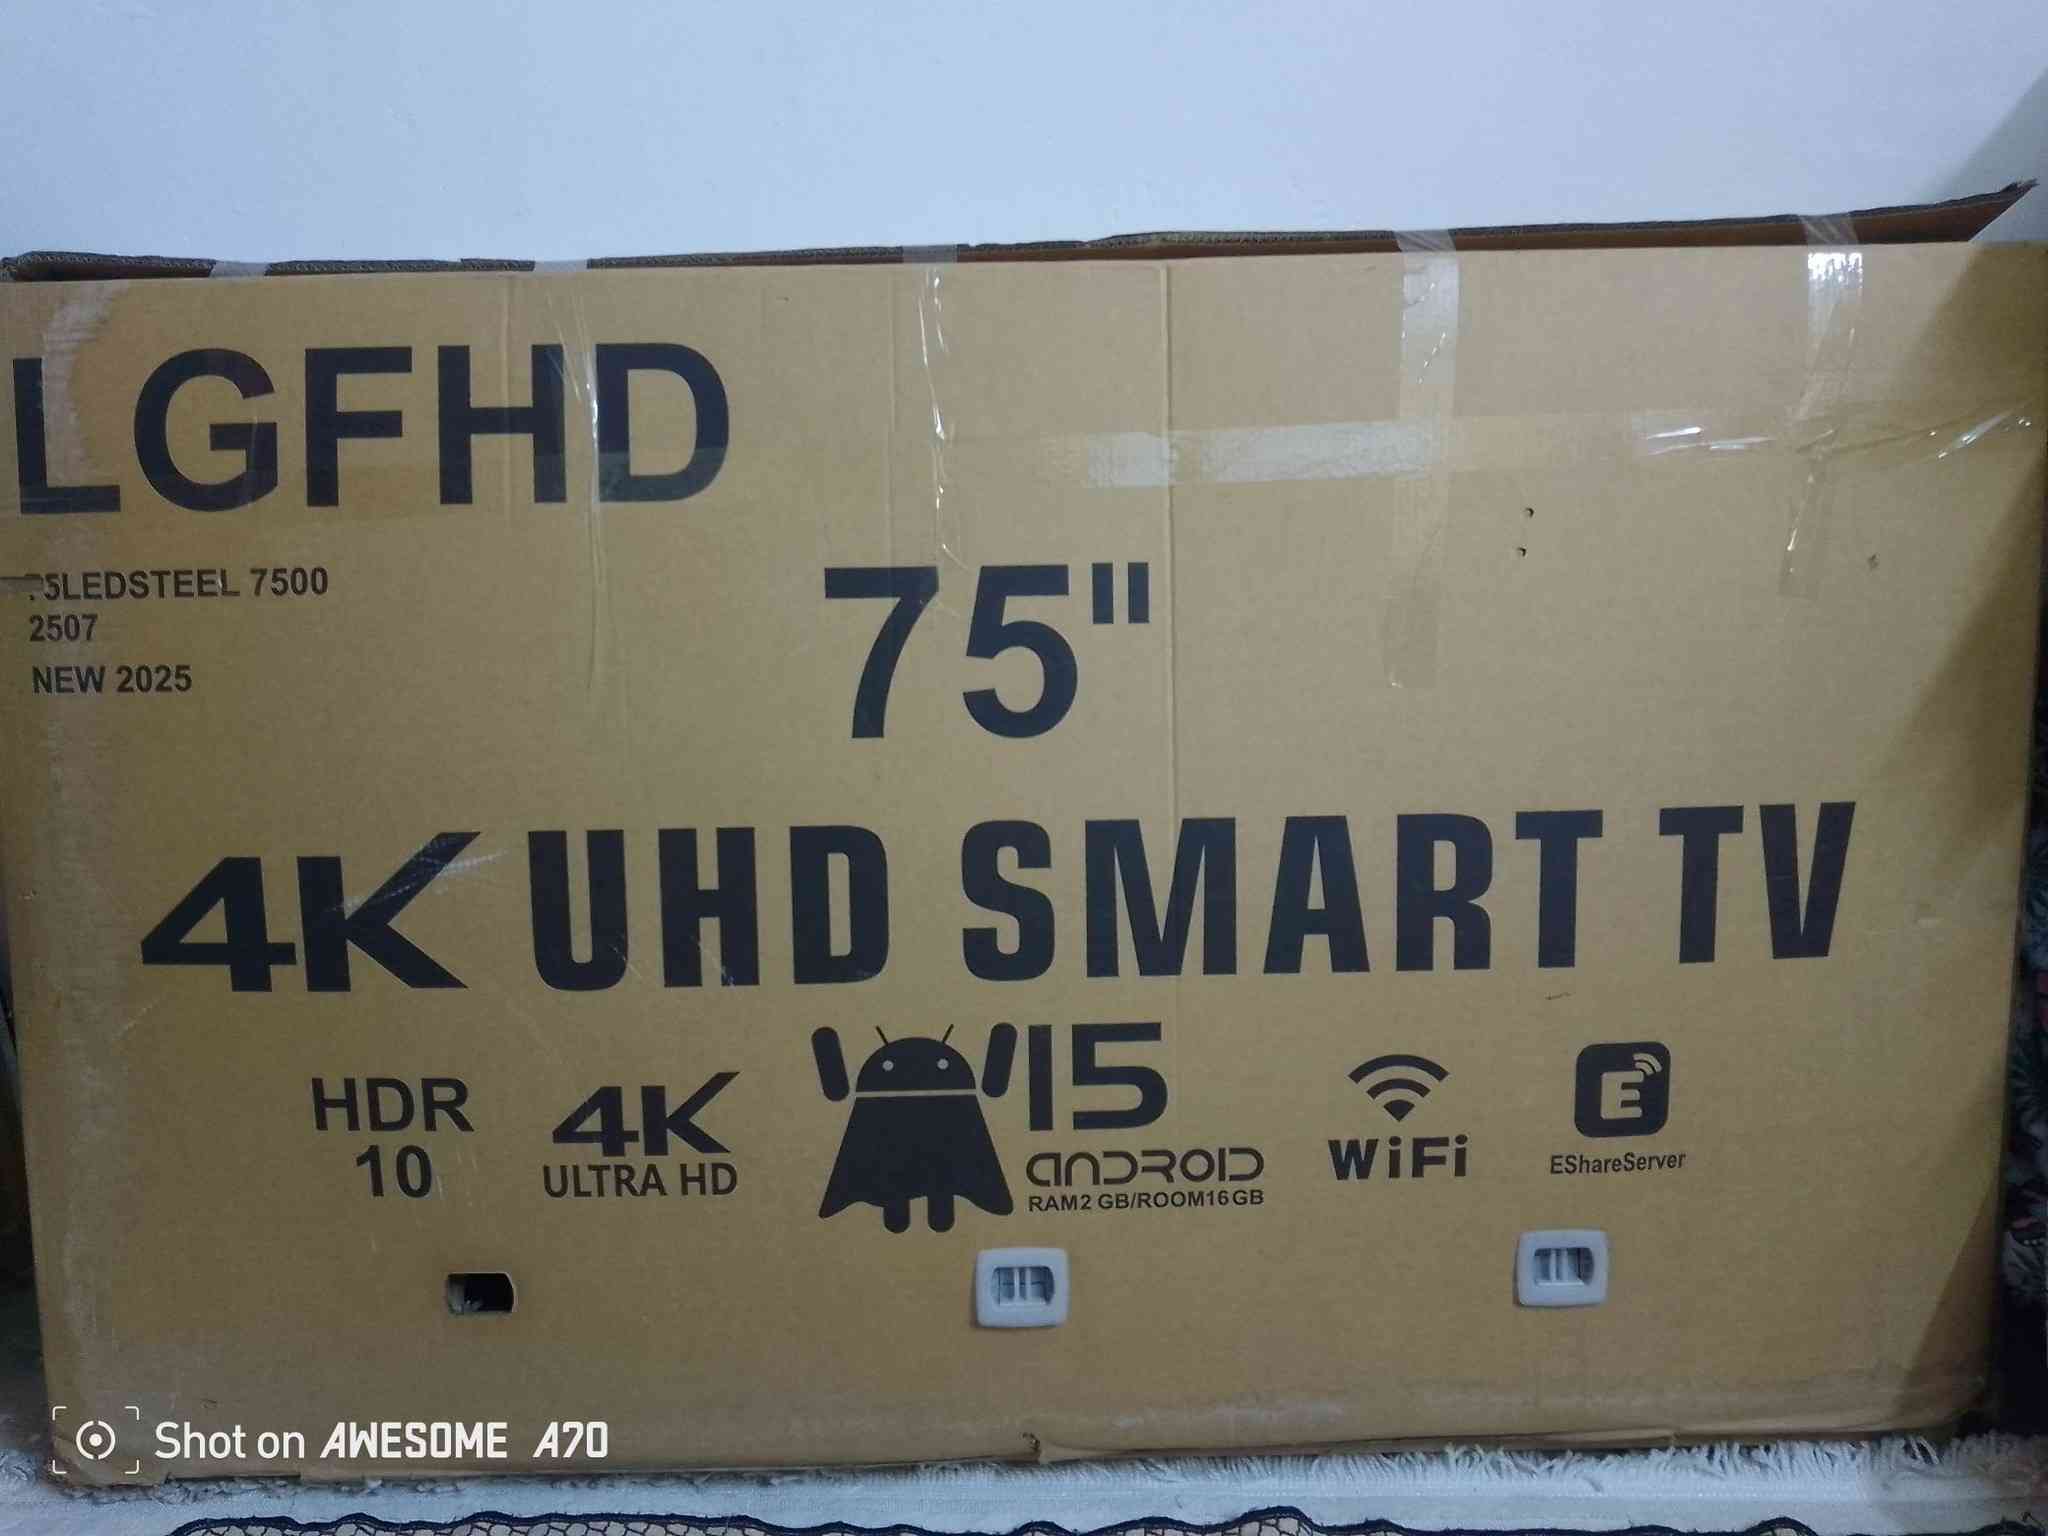 LGFHD
75LEDSTEEL 7500
2507
NEW 2025
75"
4K UHD SMART TV
HDR
10
4K
ULTRA HD
15
ANDROID
RAM2 GB/ROOM16GB
WiFi
E
EShareServer
Shot on AWESOME A70